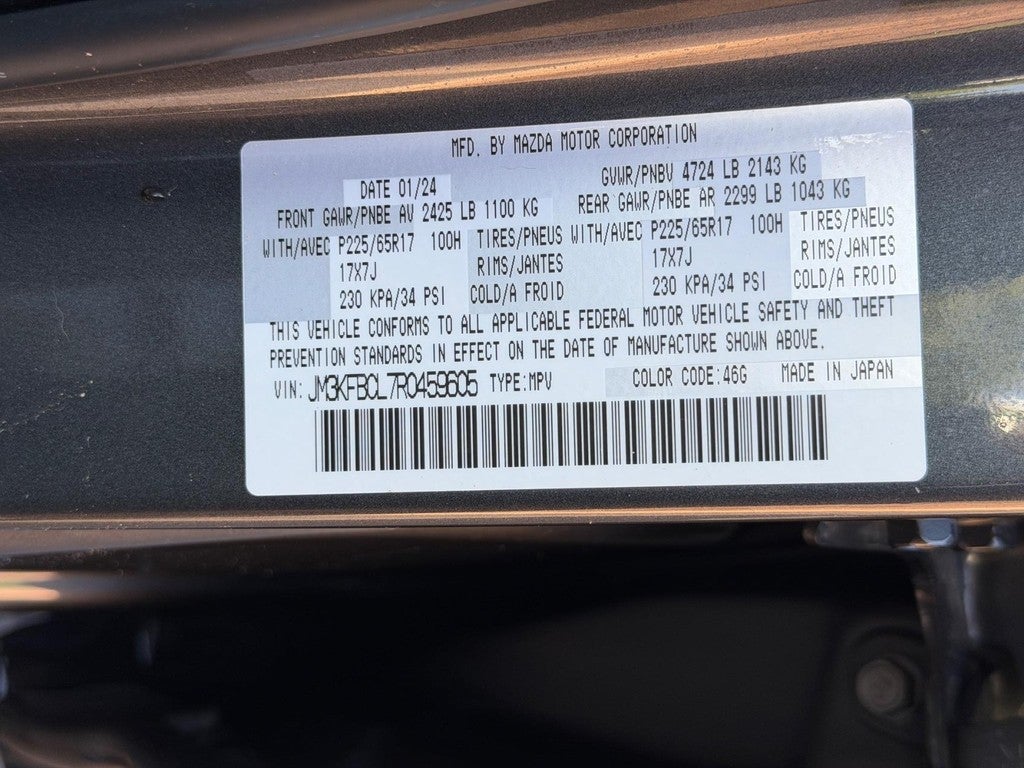 MFD. BY MAZDA MOTOR CORPORATION
DATE 01/24 GVWR/PNBV 4724 LB 2143 KG
FRONT GAWR/PNBE AV 2425 LB 1100 KG REAR GAWR/PNBE AR 2299 LB 1043 KG
WITH/AVEC P225/65R17 100H TIRES/PNEUS WITH/AVEC P225/65R17 100H TIRES/PNEUS
17X7J RIMS/JANTES 17X7J RIMS/JANTES
230 KPA/34 PSI COLD/A FROID 230 KPA/34 PSI COLD/A FROID
THIS VEHICLE CONFORMS TO ALL APPLICABLE FEDERAL MOTOR VEHICLE SAFETY AND THEFT
PREVENTION STANDARDS IN EFFECT ON THE DATE OF MANUFACTURE SHOWN ABOVE.
VIN: JM3KFBCL7R0459605 TYPE:MPV COLOR CODE:46G MADE IN JAPAN